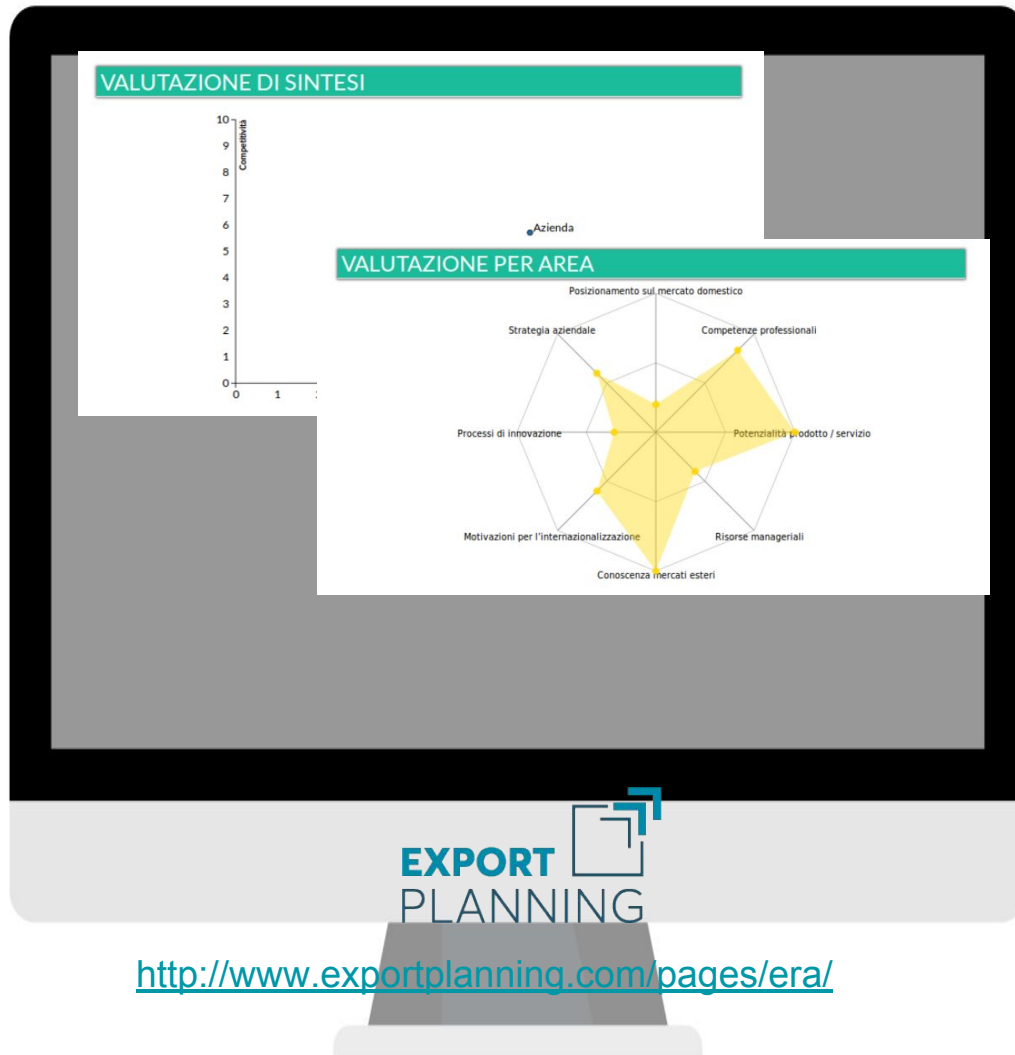 VALUTAZIONE DI SINTESI
10
Competitività
9
8
7
6
Azienda
5
4
3
2
1
0
0 1
VALUTAZIONE PER AREA
Posizionamento sul mercato domestico
Strategia aziendale
Competenze professionali
Processi di innovazione
Potenzialità prodotto / servizio
Motivazioni per l'internazionalizzazione
Risorse manageriali
Conoscenza mercati esteri
EXPORT
PLANNING
http://www.exportplanning.com/pages/era/